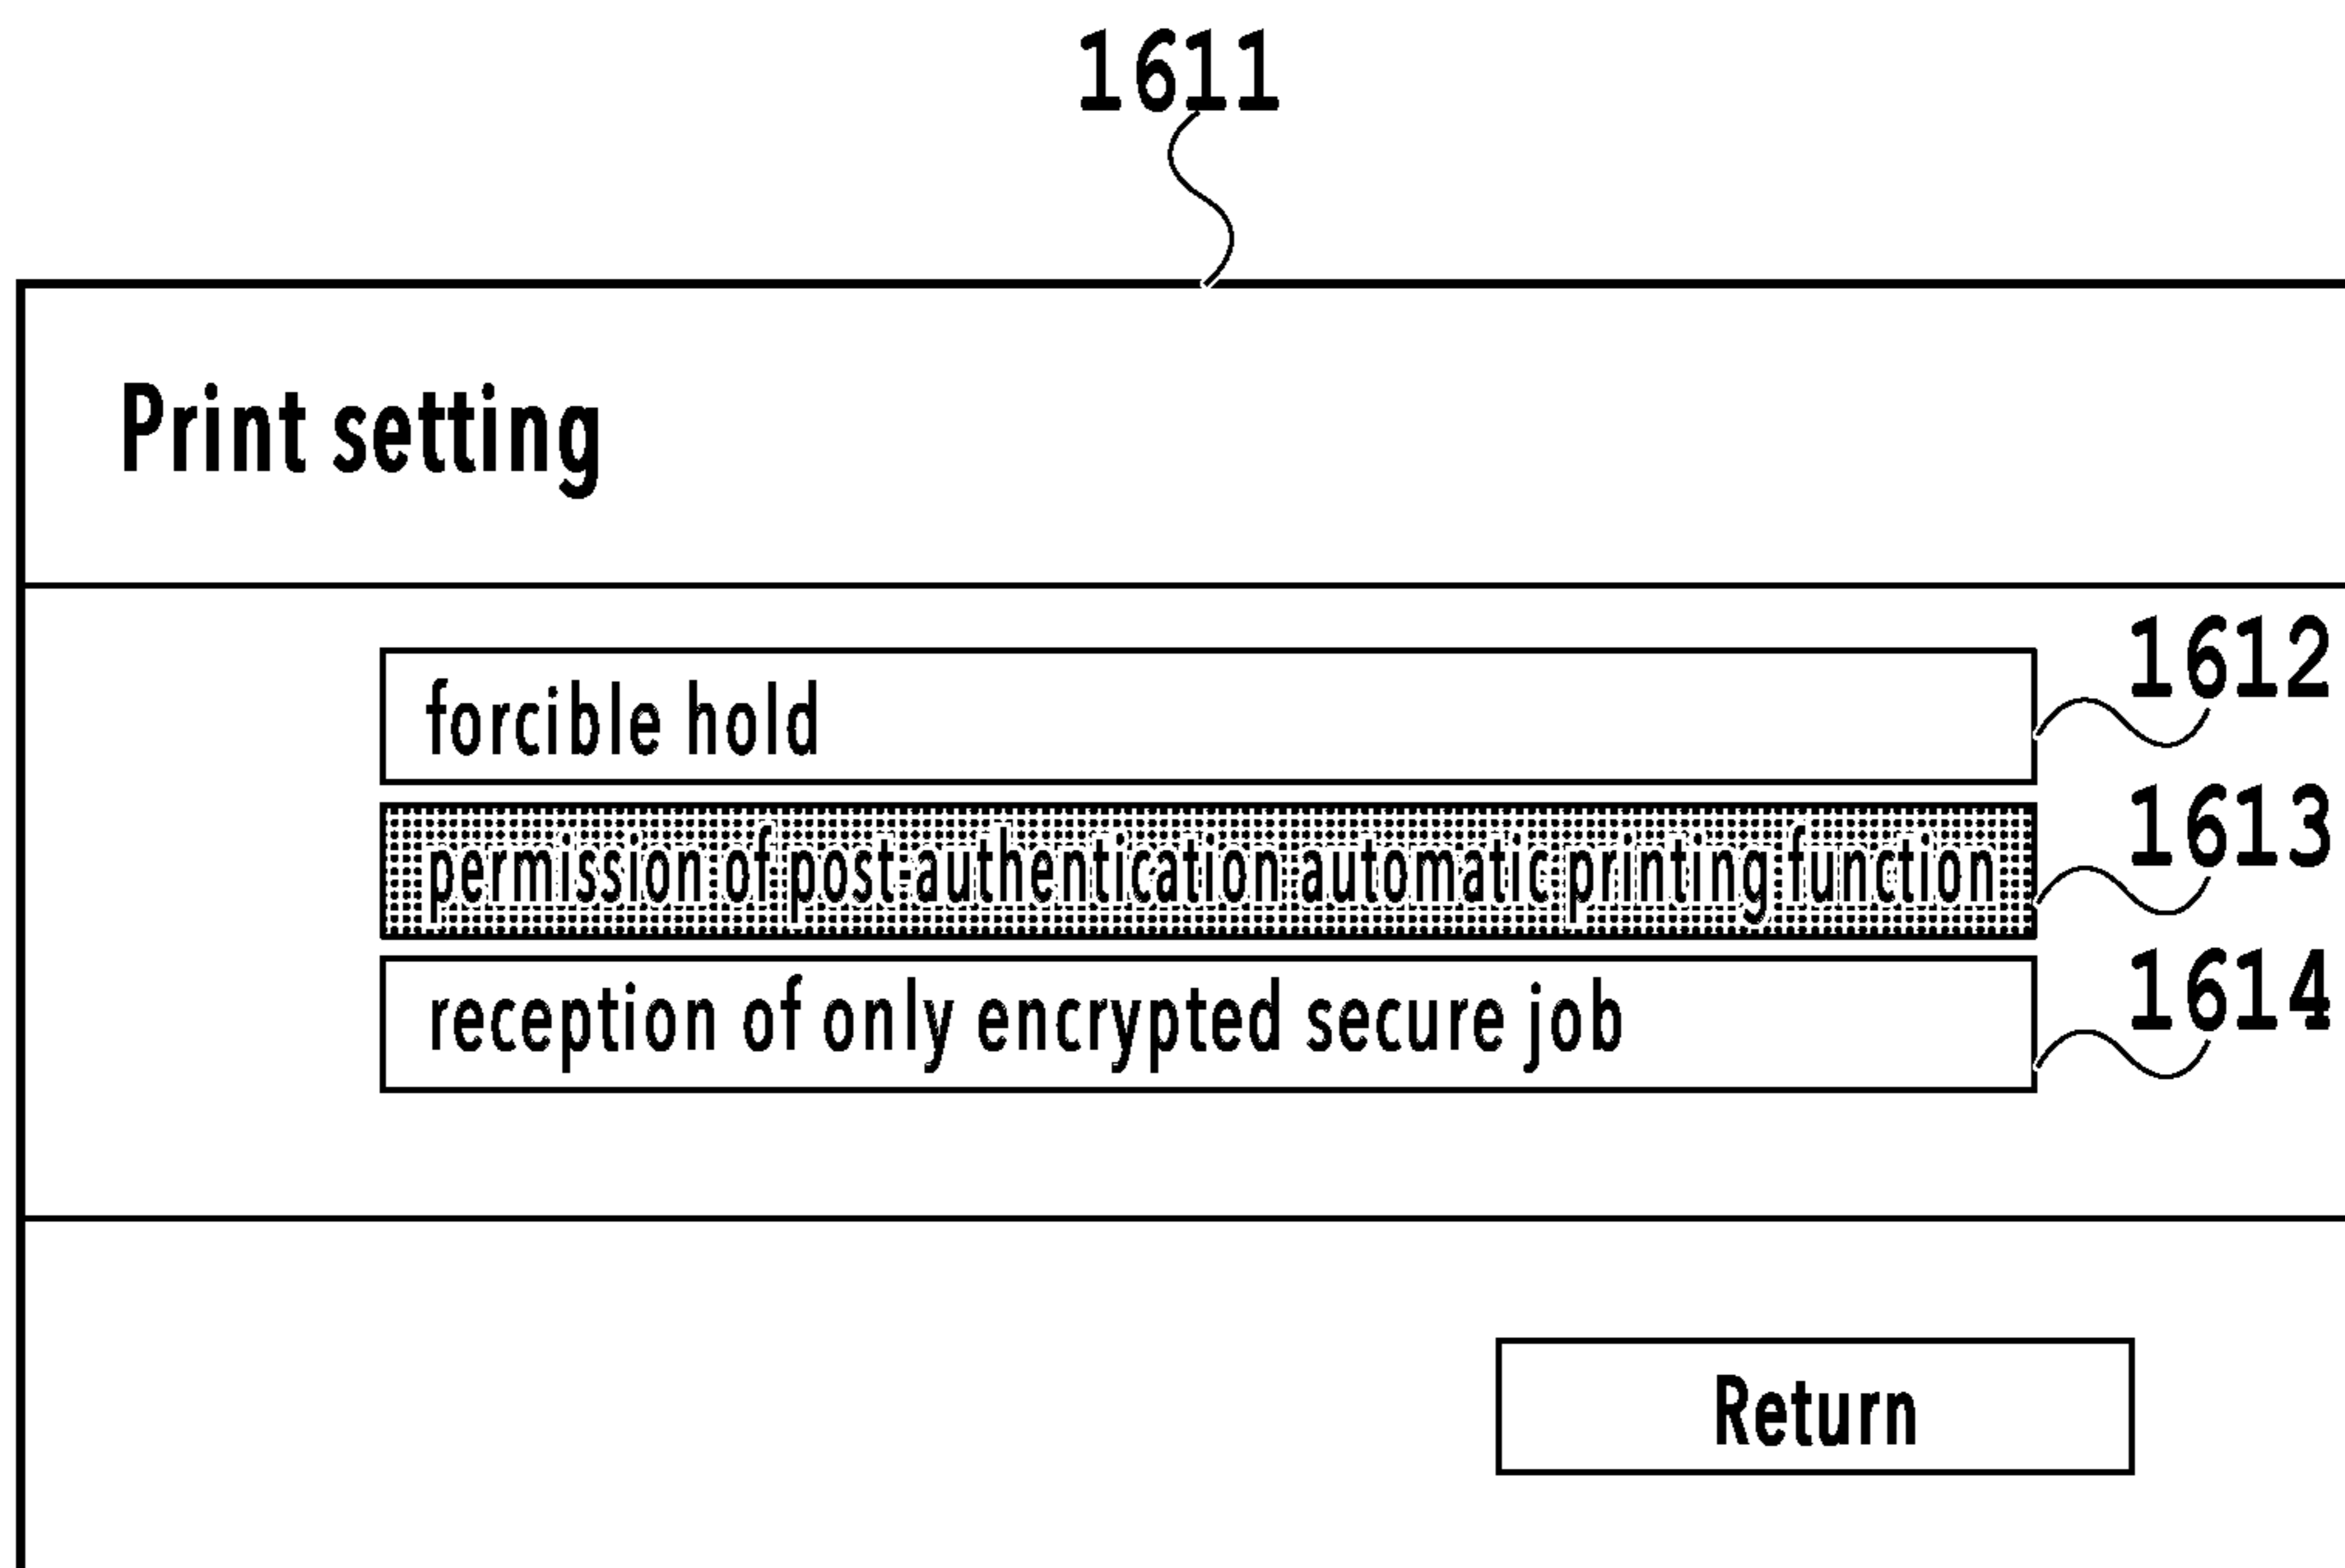 1611
Print setting
forcible hold
1612
permission of post-authentication automatic printing function
1613
reception of only encrypted secure job
1614
Return